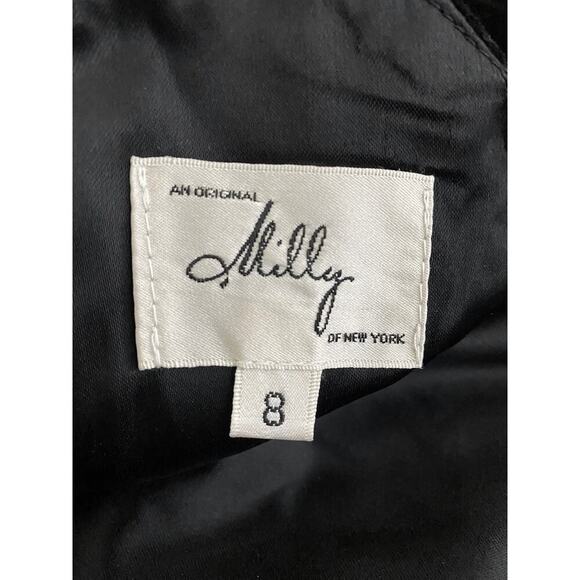 AN ORIGINAL
Milly
OF NEW YORK
8